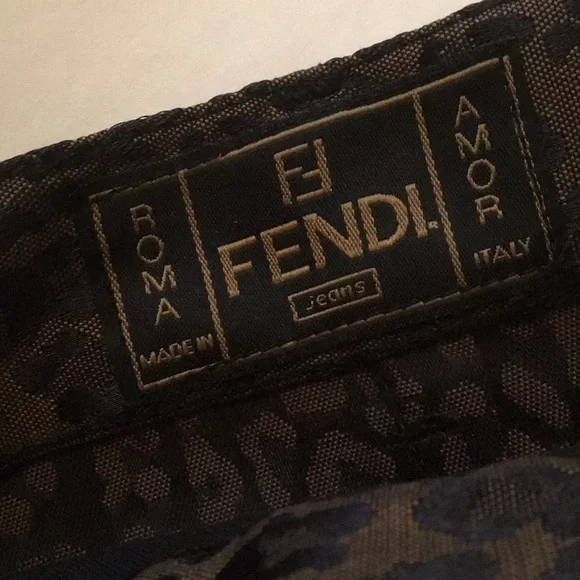 ROMA
MADE IN
FF
FENDI®
jeans
AMOR
ITALY